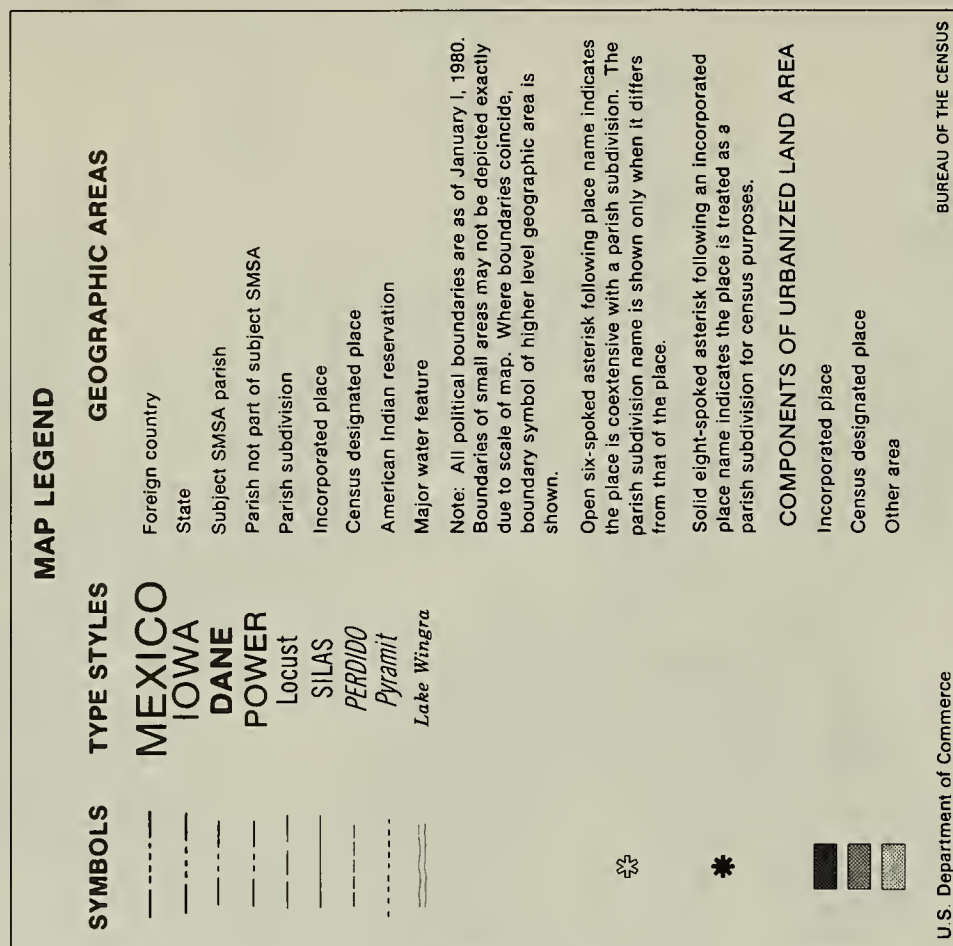 MAP LEGEND
SYMBOLS TYPE STYLES GEOGRAPHIC AREAS
MEXICO Foreign country
IOWA State
DANE Subject SMSA parish
POWER Parish not part of subject SMSA
Locust Parish subdivision
SILAS Incorporated place
PERDIDO Census designated place
Pyramit American Indian reservation
Lake Wingra Major water feature
Note: All political boundaries are as of January I, 1980.
Boundaries of small areas may not be depicted exactly
due to scale of map. Where boundaries coincide,
boundary symbol of higher level geographic area is
shown.
Open six-spoked asterisk following place name indicates
the place is coextensive with a parish subdivision. The
parish subdivision name is shown only when it differs
from that of the place.
Solid eight-spoked asterisk following an incorporated
place name indicates the place is treated as a
parish subdivision for census purposes.
COMPONENTS OF URBANIZED LAND AREA
Incorporated place
Census designated place
Other area
U.S. Department of Commerce BUREAU OF THE CENSUS